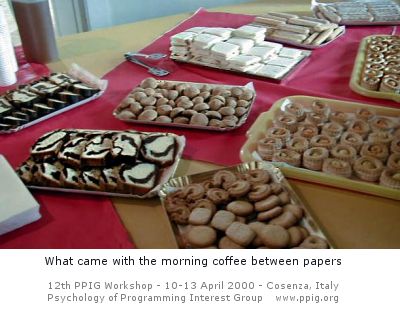 What came with the morning coffee between papers
12th PPIG Workshop - 10-13 April 2000 - Cosenza, Italy
Psychology of Programming Interest Group www.ppig.org